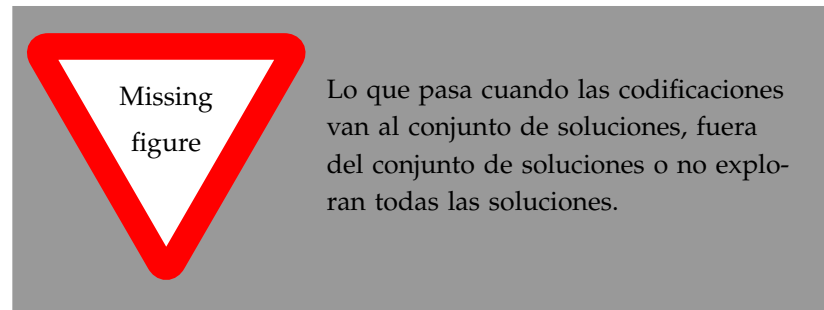 Missing
figure
Lo que pasa cuando las codificaciones
van al conjunto de soluciones, fuera
del conjunto de soluciones o no explo-
ran todas las soluciones.